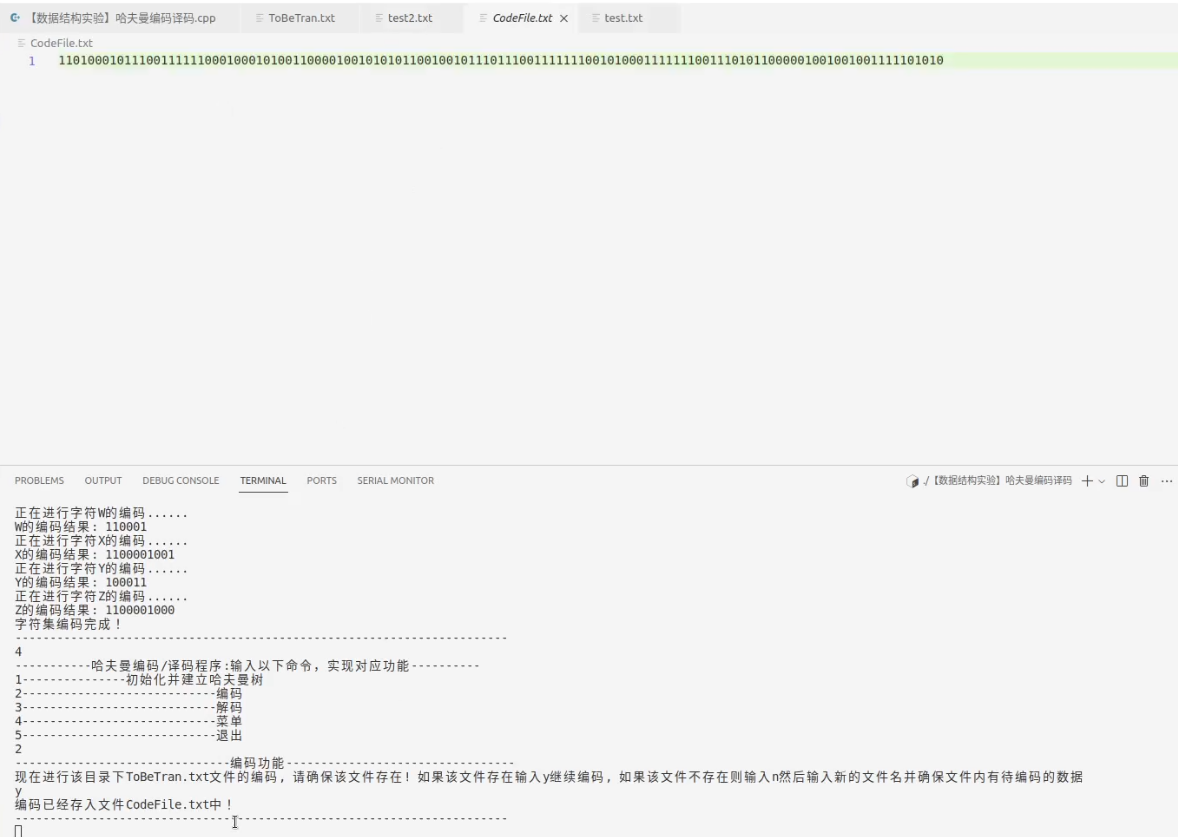 【数据结构实验】哈夫曼编码译码.cpp ToBeTran.txt test2.txt CodeFile.txt test.txt
CodeFile.txt
1 1101000101110011111100010001010011000010010101011001001011101110011111110010100011111110011101011000001001001001111101010
PROBLEMS OUTPUT DEBUG CONSOLE TERMINAL PORTS SERIAL MONITOR ./【数据结构实验】哈夫曼编码译码
正在进行字符W的编码......
W的编码结果: 110001
正在进行字符X的编码......
X的编码结果: 1100001001
正在进行字符Y的编码......
Y的编码结果: 100011
正在进行字符Z的编码......
Z的编码结果: 1100001000
字符集编码完成！
-----------------------------------------------------------------------
4
-----------哈夫曼编码/译码程序:输入以下命令，实现对应功能----------
1---------------初始化并建立哈夫曼树
2----------------------------编码
3----------------------------解码
4----------------------------菜单
5----------------------------退出
2
-------------------------------编码功能---------------------------------
现在进行该目录下ToBeTran.txt文件的编码，请确保该文件存在！如果该文件存在输入y继续编码，如果该文件不存在则输入n然后输入新的文件名并确保文件内有待编码的数据
y
编码已经存入文件CodeFile.txt中！
-----------------------------------------------------------------------